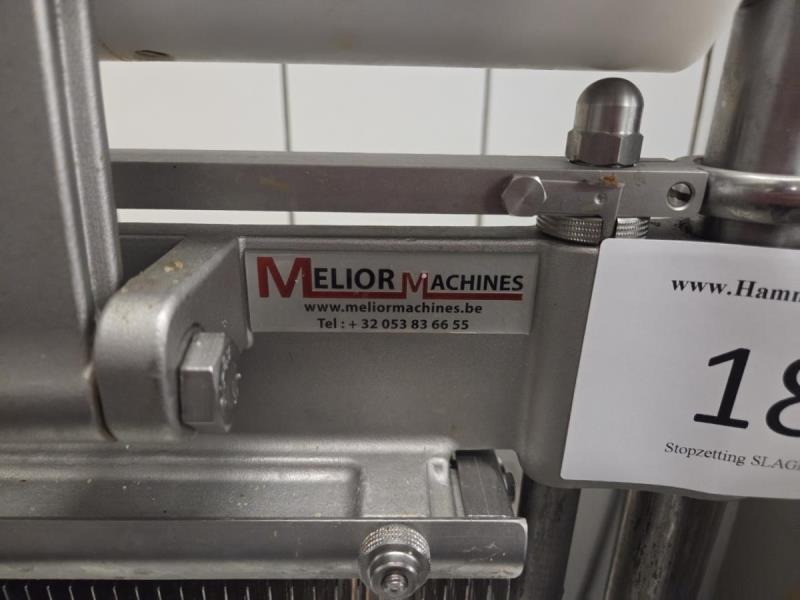 MELIOR MACHINES
www.meliormachines.be
Tel : + 32 053 83 66 55
www.Hamm
18
Stopzetting SLAG